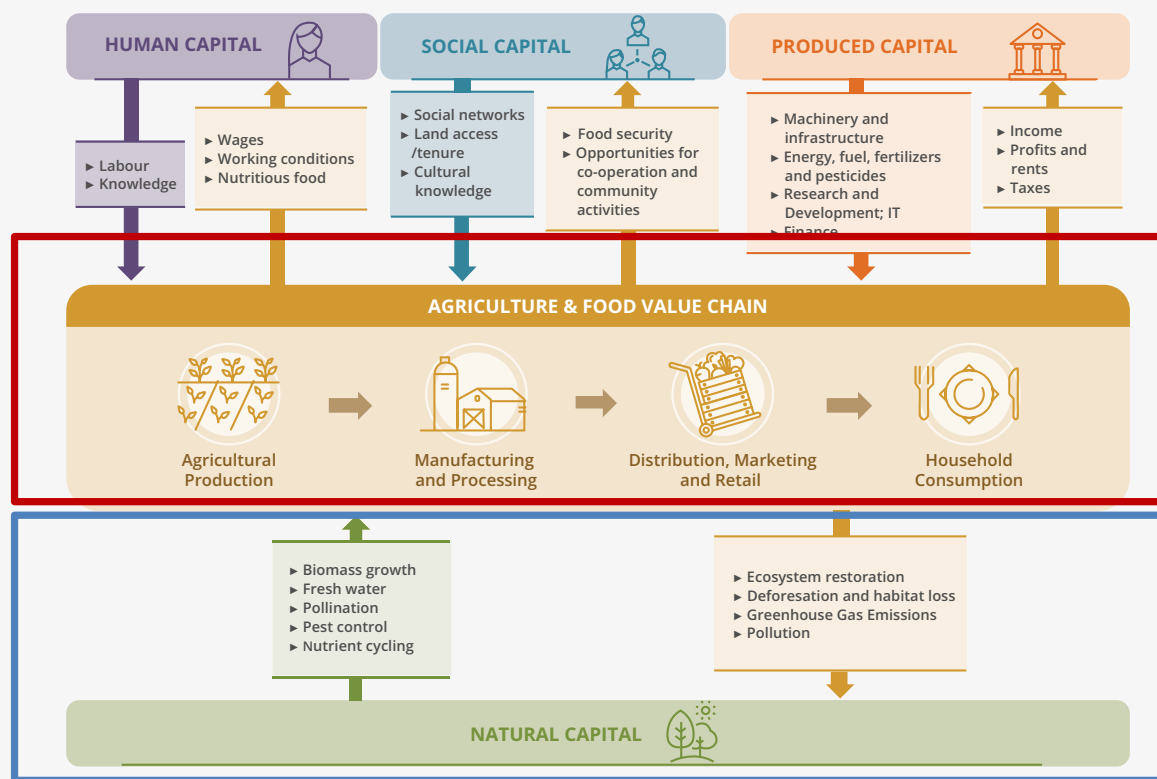 HUMAN CAPITAL
SOCIAL CAPITAL
PRODUCED CAPITAL
► Labour
► Knowledge
► Wages
► Working conditions
► Nutritious food
► Social networks
► Land access
/tenure
► Cultural
knowledge
► Food security
► Opportunities for
co-operation and
community
activities
► Machinery and
infrastructure
► Energy, fuel, fertilizers
and pesticides
► Research and
Development; IT
► Finance
► Income
► Profits and
rents
► Taxes
AGRICULTURE & FOOD VALUE CHAIN
Agricultural
Production
Manufacturing
and Processing
Distribution, Marketing
and Retail
Household
Consumption
► Biomass growth
► Fresh water
► Pollination
► Pest control
► Nutrient cycling
► Ecosystem restoration
► Deforesation and habitat loss
► Greenhouse Gas Emissions
► Pollution
NATURAL CAPITAL